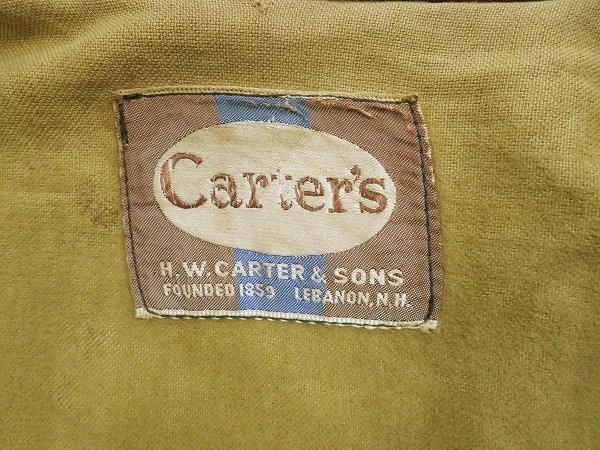 Carter's
H.W. CARTER & SONS
FOUNDED 1859 LEBANON, N.H.